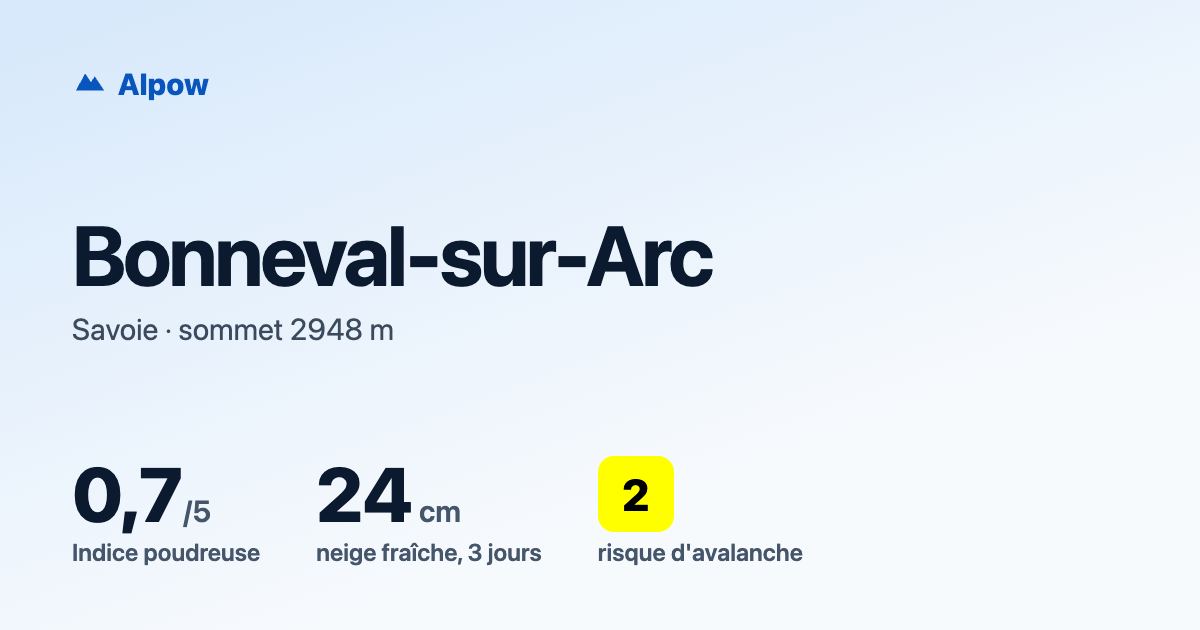 Alpow
Bonneval-sur-Arc
Savoie · sommet 2948 m
0,7 /5
Indice poudreuse
24 cm
neige fraîche, 3 jours
2
risque d'avalanche